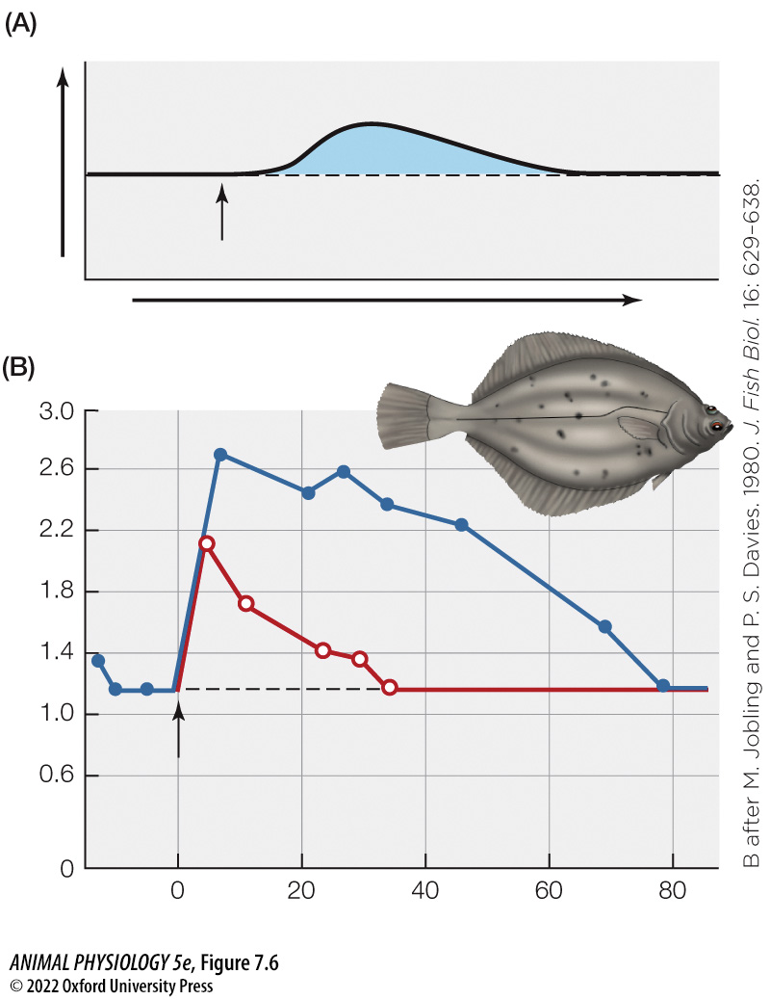 (A)
(B)
3.0
2.6
2.2
1.8
1.4
1.0
0.6
0
0 20 40 60 80
B after M. Jobling and P. S. Davies. 1980. J. Fish Biol. 16: 629–638.
ANIMAL PHYSIOLOGY 5e, Figure 7.6
© 2022 Oxford University Press